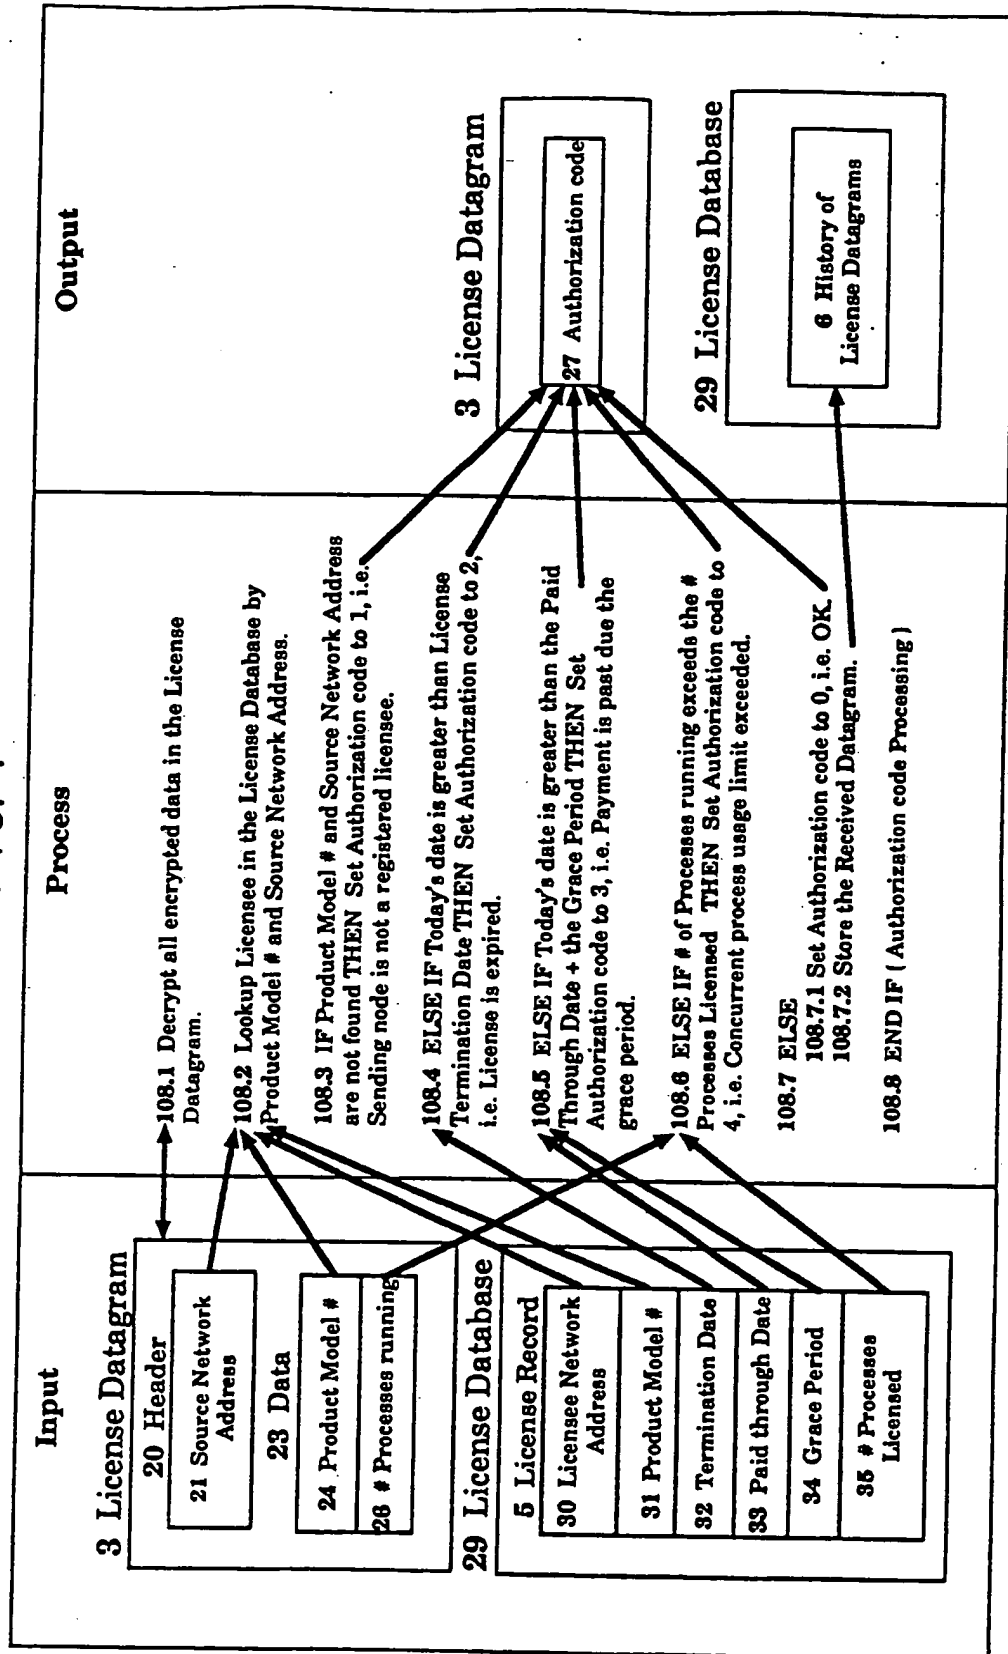 Input
Process
Output
3 License Datagram
20 Header
21 Source Network
Address
23 Data
24 Product Model #
26 # Processes running
29 License Database
5 License Record
30 Licensee Network
Address
31 Product Model #
32 Termination Date
33 Paid through Date
34 Grace Period
35 # Processes
Licensed
108.1 Decrypt all encrypted data in the License
Datagram.
108.2 Lookup Licensee in the License Database by
Product Model # and Source Network Address.
108.3 IF Product Model # and Source Network Address
are not found THEN Set Authorization code to 1, i.e.
Sending node is not a registered licensee.
108.4 ELSE IF Today's date is greater than License
Termination Date THEN Set Authorization code to 2,
i.e. License is expired.
108.5 ELSE IF Today's date is greater than the Paid
Through Date + the Grace Period THEN Set
Authorization code to 3, i.e. Payment is past due the
grace period.
108.6 ELSE IF # of Processes running exceeds the #
Processes Licensed THEN Set Authorization code to
4, i.e. Concurrent process usage limit exceeded.
108.7 ELSE
108.7.1 Set Authorization code to 0, i.e. OK.
108.7.2 Store the Received Datagram.
108.8 END IF ( Authorization code Processing )
3 License Datagram
27 Authorization code
29 License Database
6 History of
License Datagrams